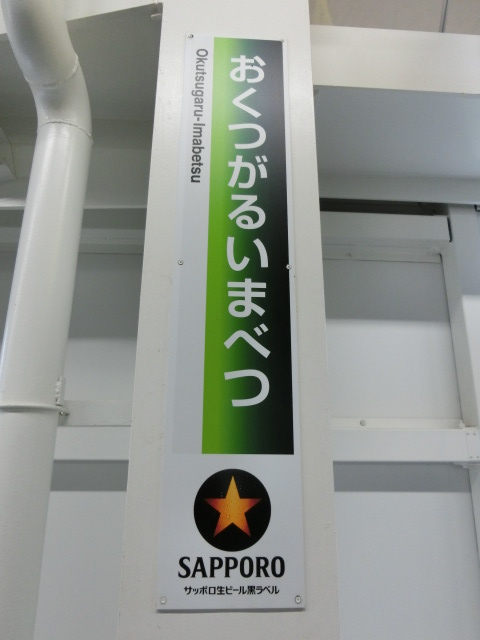 おくつがるいまべつ
Okutsugaru-Imabetsu
SAPPORO
サッポロ生ビール黒ラベル